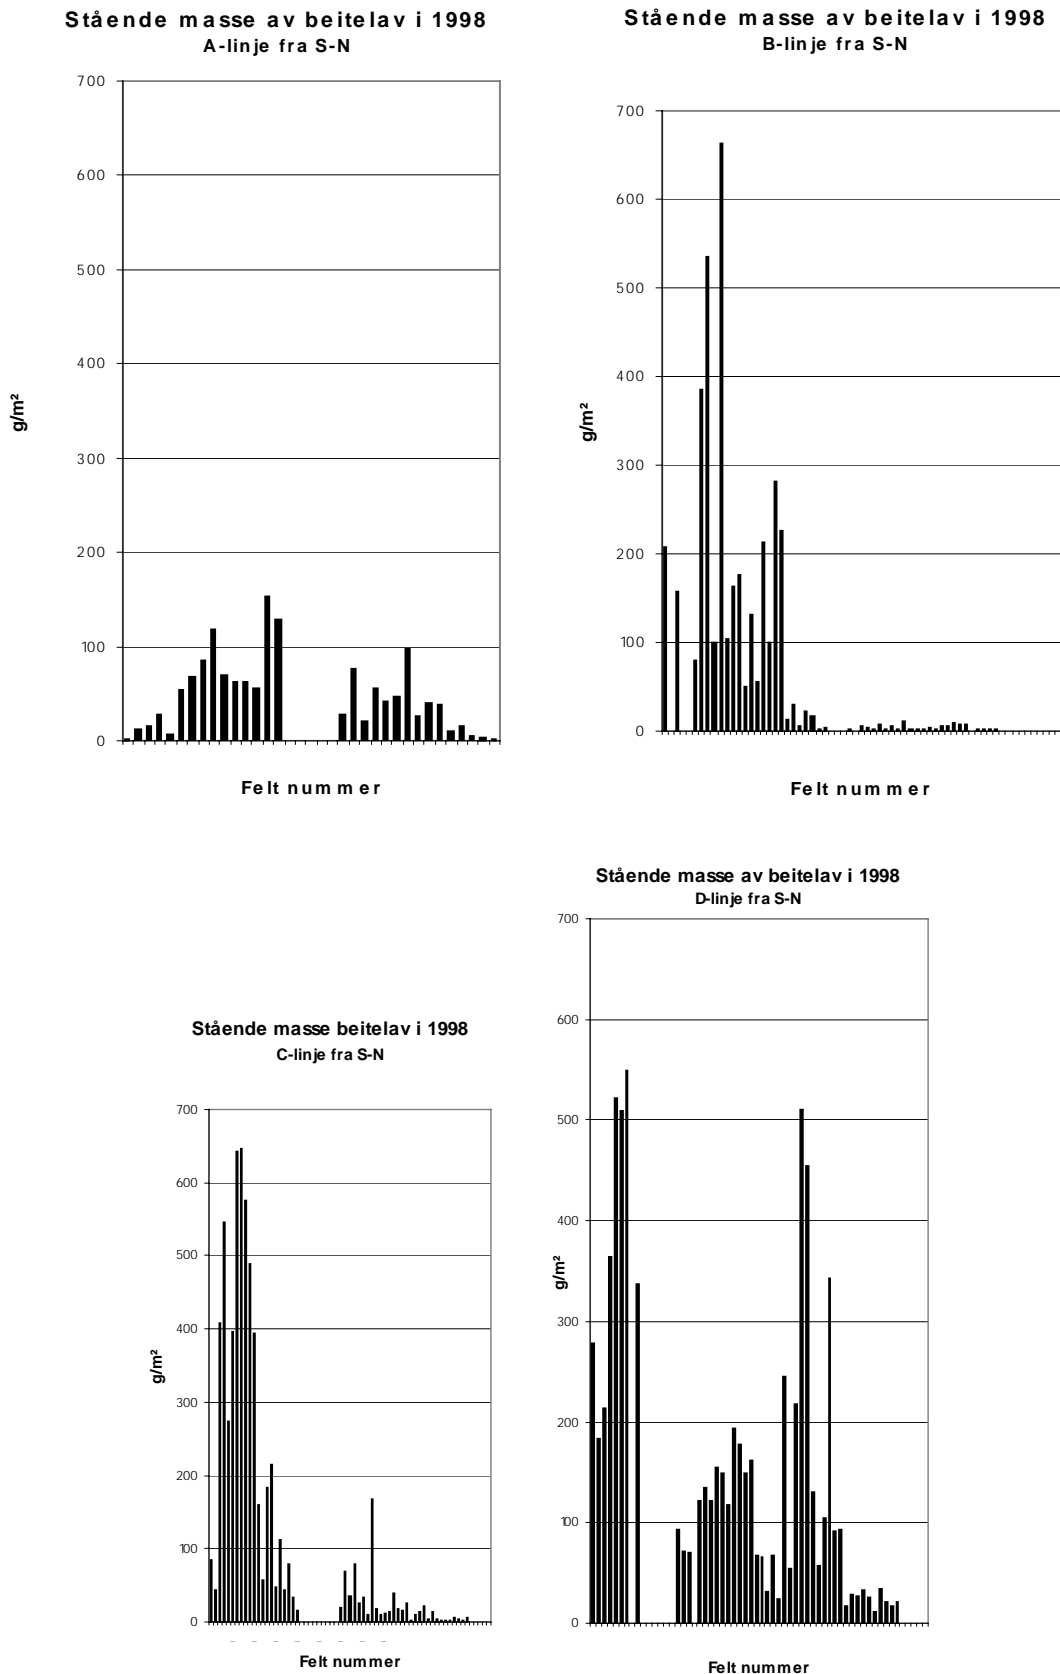 Stående masse av beitelav i 1998
A-linje fra S-N
700
600
500
400
300
200
100
0
g/m²
Felt nummer
Stående masse av beitelav i 1998
B-linje fra S-N
700
600
500
400
300
200
100
0
g/m²
Felt nummer
Stående masse beitelav i 1998
C-linje fra S-N
700
600
500
400
300
200
100
0
g/m²
Felt nummer
Stående masse av beitelav i 1998
D-linje fra S-N
700
600
500
400
300
200
100
0
g/m²
Felt nummer